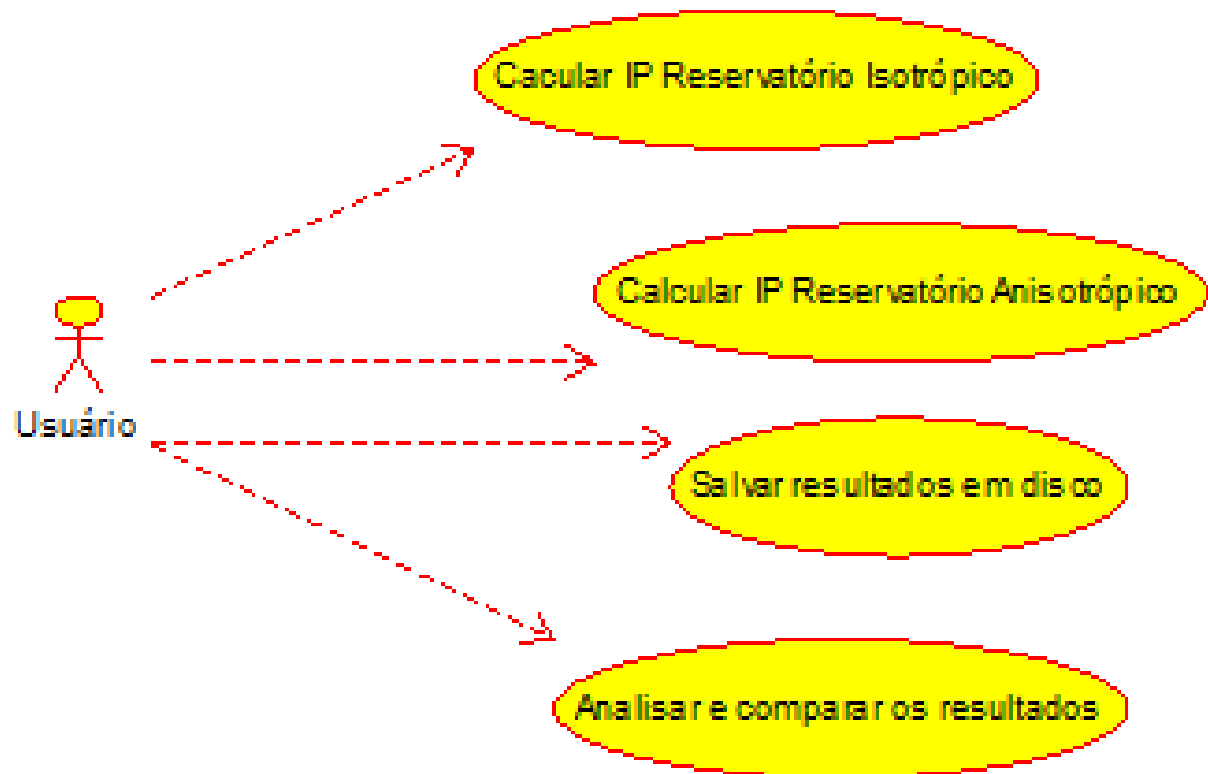 Cacular IP Reservatório Isotrópico
Calcular IP Reservatório Anisotrópico
Usuário
Salvar resultados em disco
Analisar e comparar os resultados